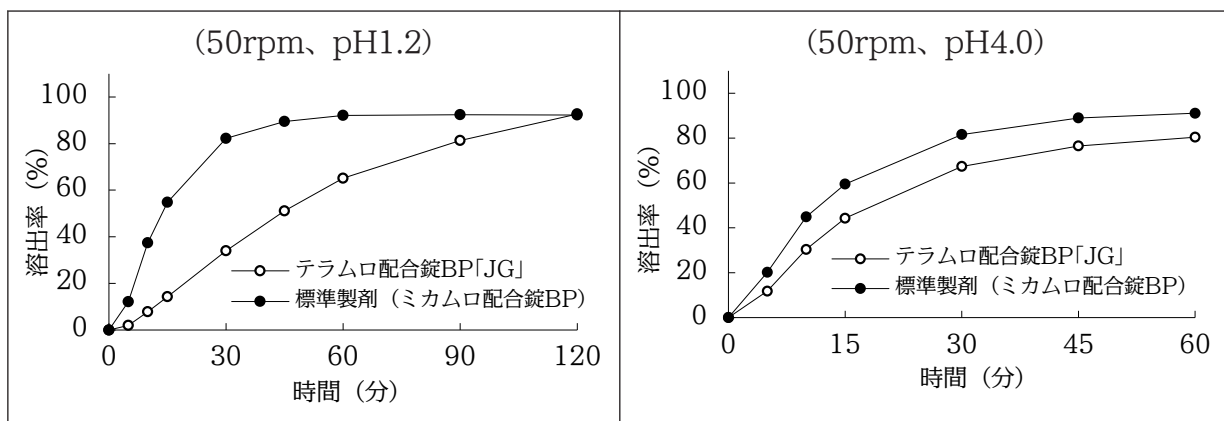 (50rpm、pH1.2)
100
80
60
40
20
0
溶出率（%）
テラムロ配合錠BP「JG」
標準製剤（ミカムロ配合錠BP）
0 30 60 90 120
時間（分）
(50rpm、pH4.0)
100
80
60
40
20
0
溶出率（%）
テラムロ配合錠BP「JG」
標準製剤（ミカムロ配合錠BP）
0 15 30 45 60
時間（分）